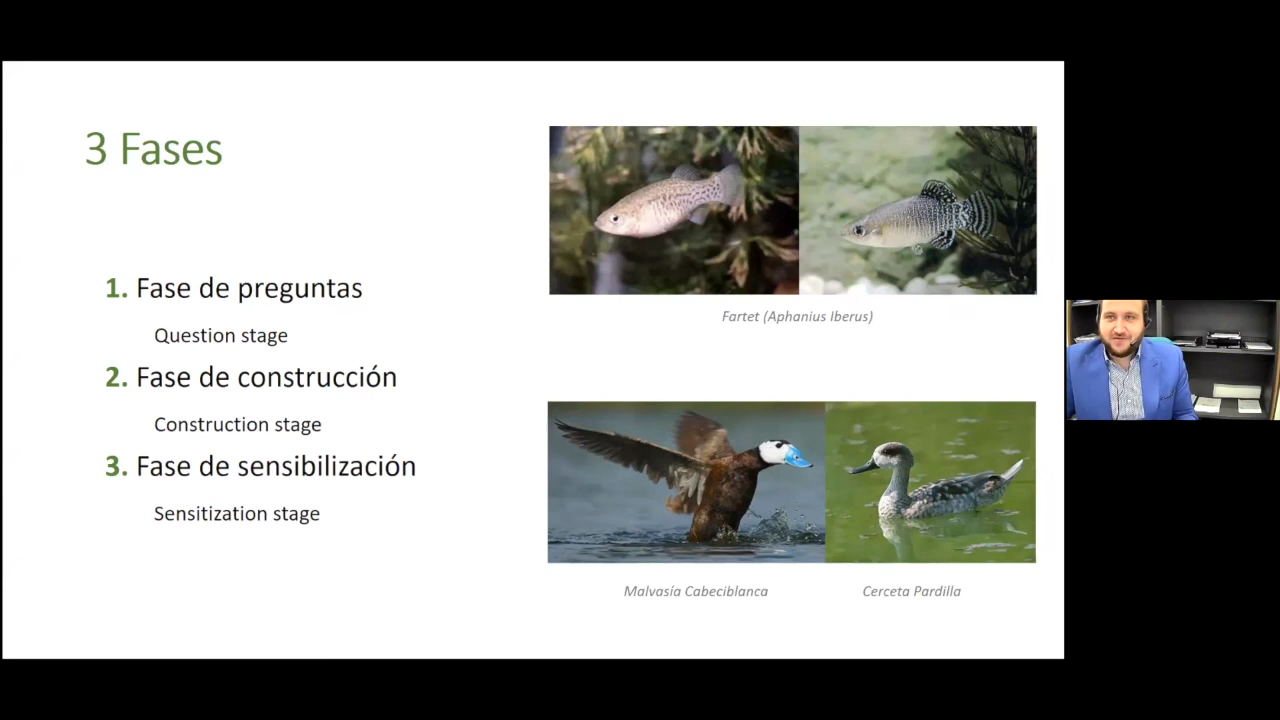 3 Fases
1. Fase de preguntas
Question stage
2. Fase de construcción
Construction stage
3. Fase de sensibilización
Sensitization stage
Fartet (Aphanius Iberus)
Malvasía Cabeciblanca
Cerceta Pardilla